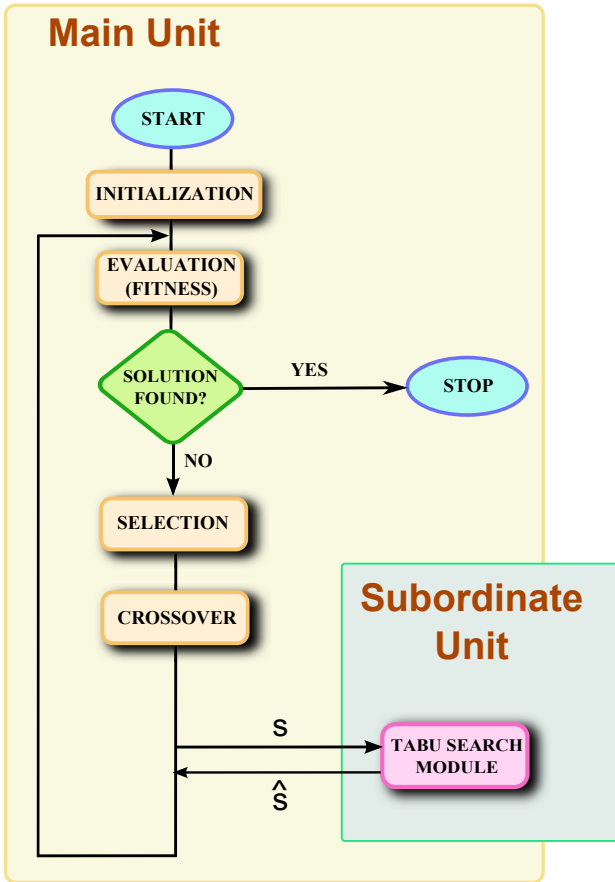 Main Unit
START
INITIALIZATION
EVALUATION
(FITNESS)
SOLUTION
FOUND?
YES
STOP
NO
SELECTION
CROSSOVER
Subordinate
Unit
s
TABU SEARCH
MODULE
ŝ